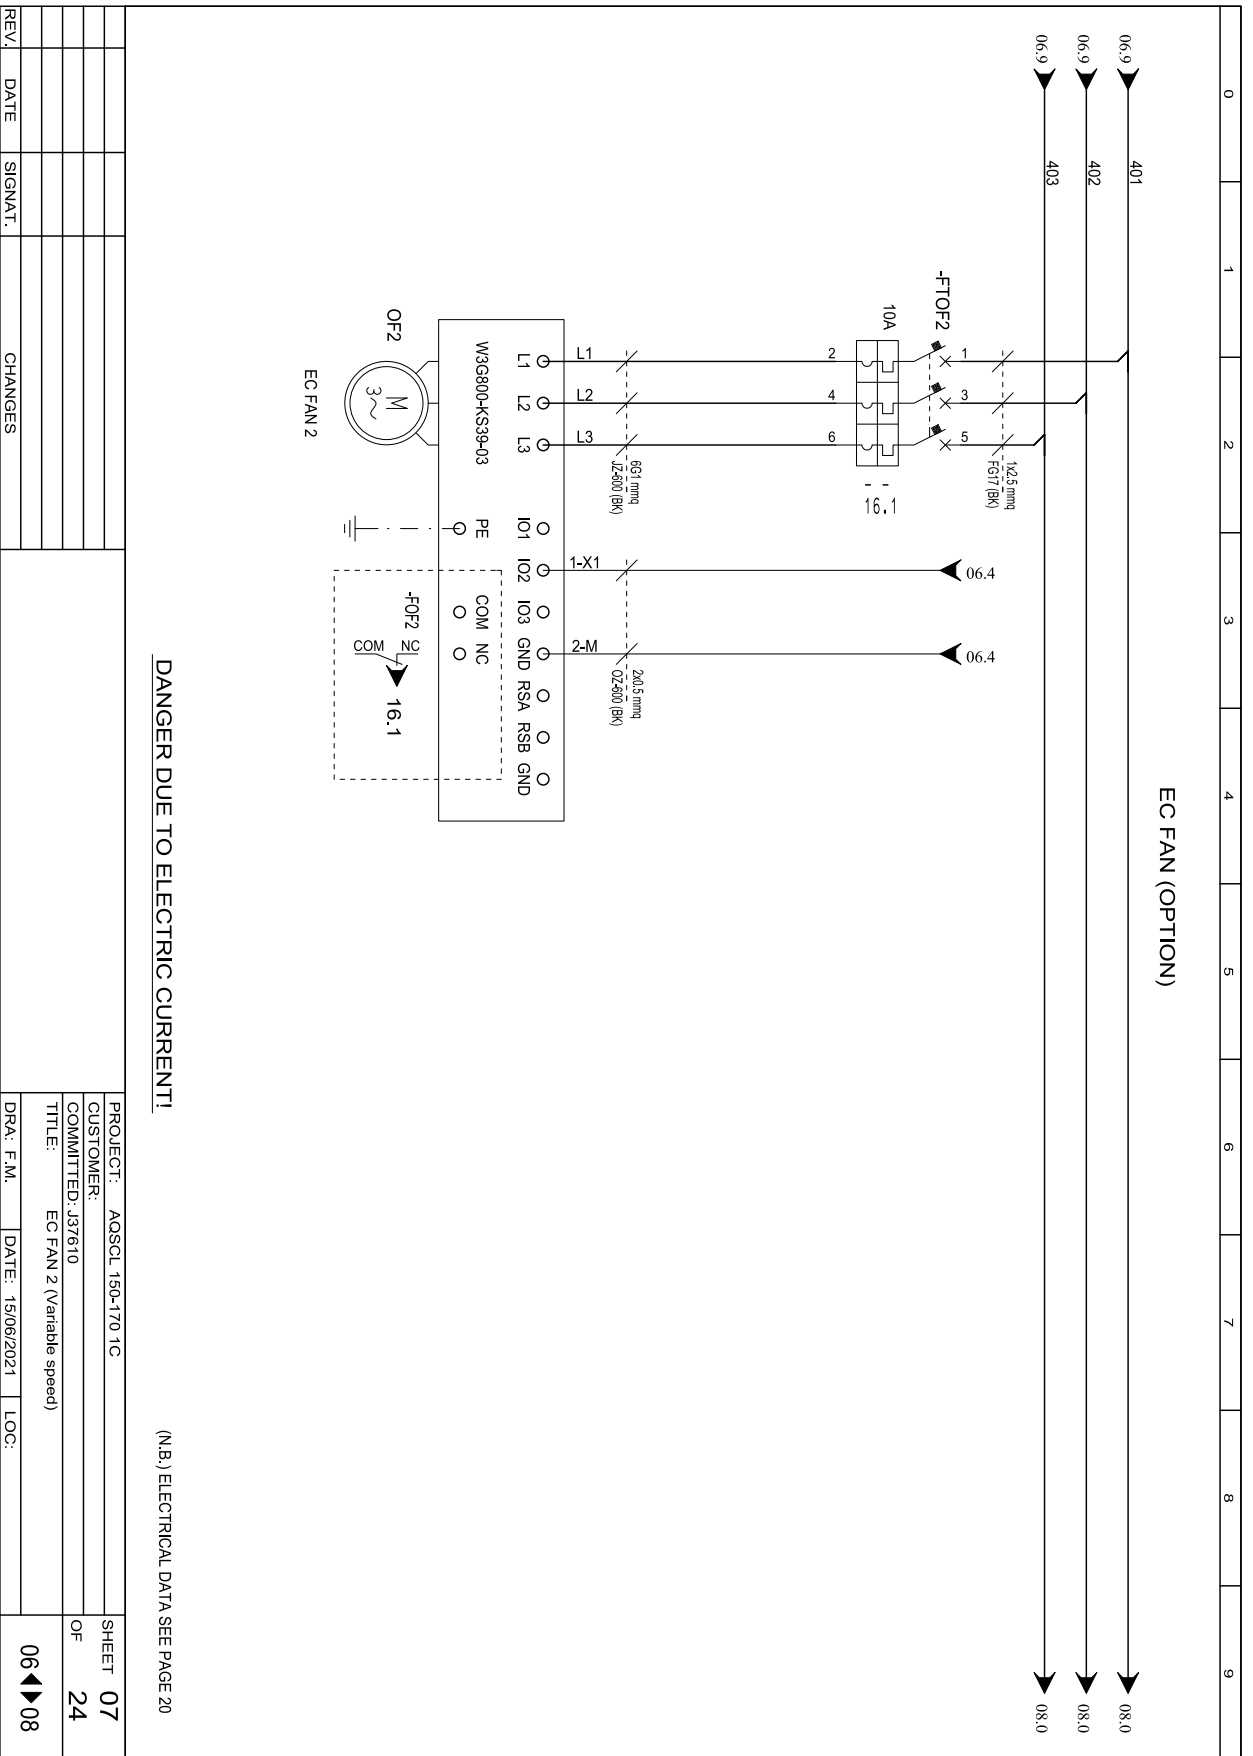 0 1 2 3 4 5 6 7 8 9
EC FAN (OPTION)
06.9 401 08.0
06.9 402 08.0
06.9 403 08.0
1x2.5 mmq
FG17 (BK)
-FTOF2
1 3 5
10A
16.1
2 4 6
06.4 06.4
6G1 mmq
JZ-600 (BK)
2x0.5 mmq
OZ-600 (BK)
L1 L2 L3 1-X1 2-M
L1 L2 L3 IO1 IO2 IO3 GND RSA RSB GND
W3G800-KS39-03 PE COM NC
-FOF2
COM NC
16.1
OF2
M
3~
EC FAN 2
DANGER DUE TO ELECTRIC CURRENT!
(N.B.) ELECTRICAL DATA SEE PAGE 20
PROJECT: AQSCL 150-170 1C
CUSTOMER:
COMMITTED: J37610
TITLE: EC FAN 2 (Variable speed)
DRA: F.M. DATE: 15/06/2021 LOC:
SHEET 07
OF 24
06 08
REV. DATE SIGNAT. CHANGES